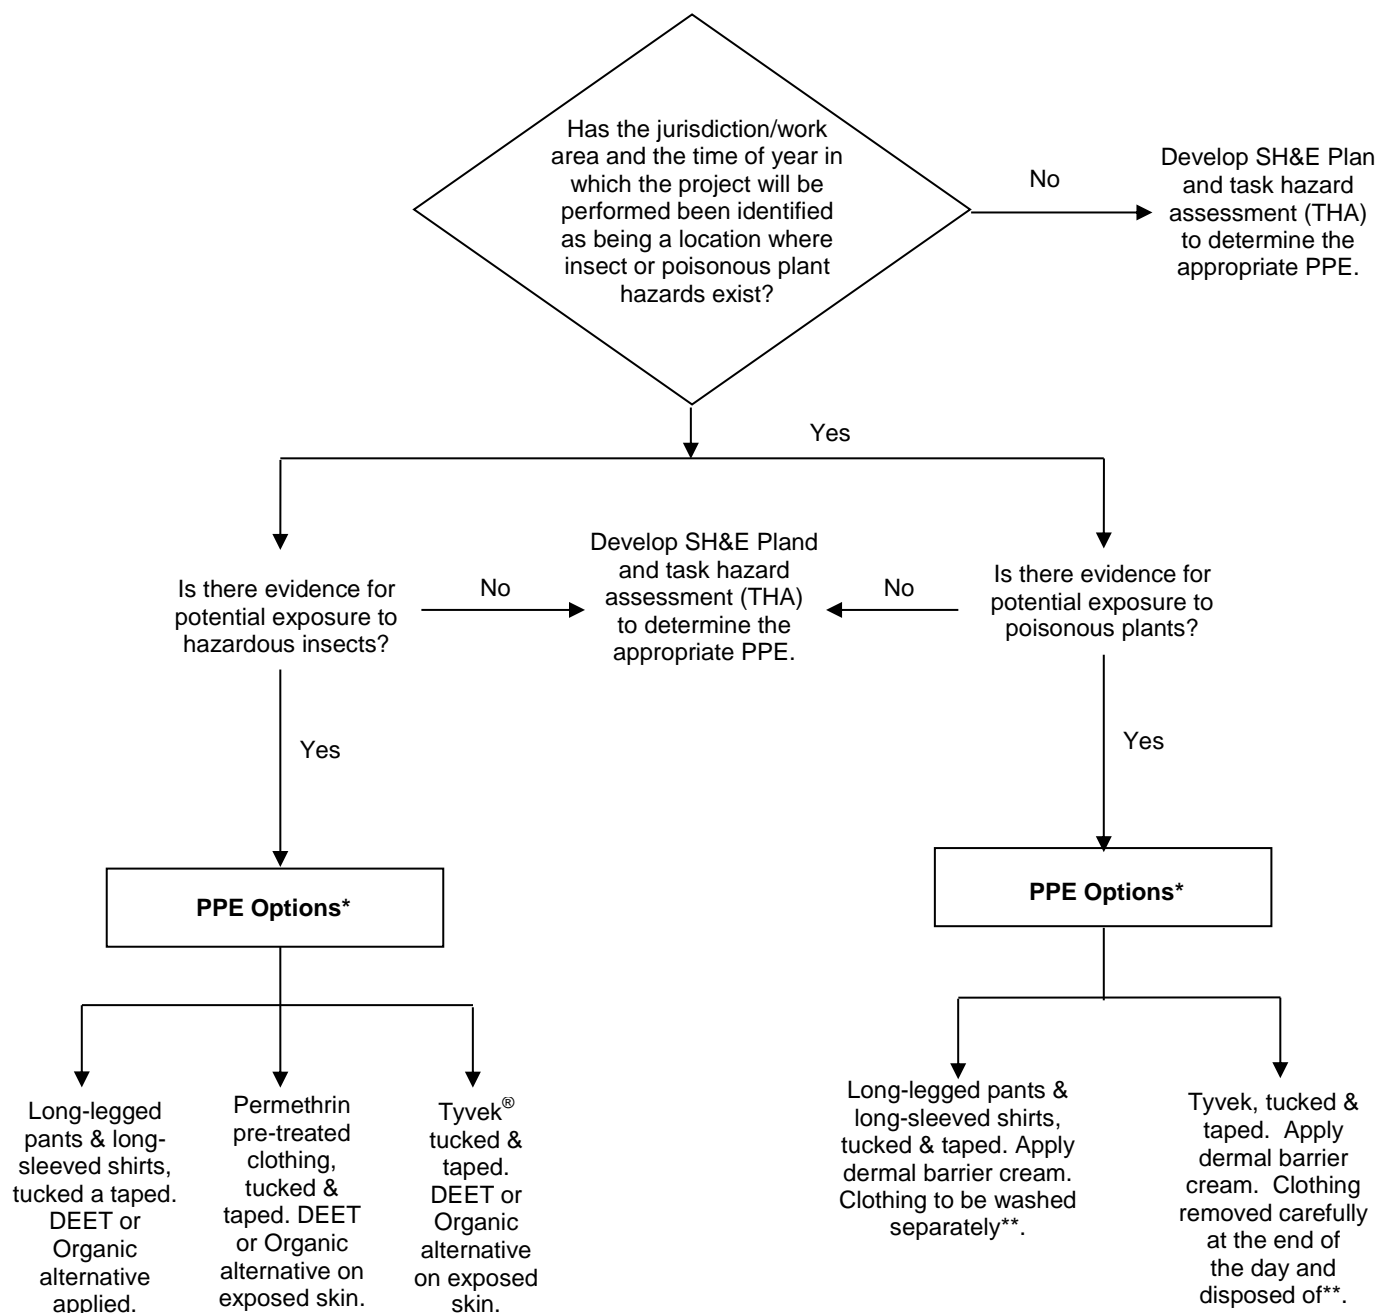 Has the jurisdiction/work
area and the time of year in
which the project will be
performed been identified
as being a location where
insect or poisonous plant
hazards exist?
No
Develop SH&E Plan
and task hazard
assessment (THA)
to determine the
appropriate PPE.
Yes
Is there evidence for
potential exposure to
hazardous insects?
No
Develop SH&E Pland
and task hazard
assessment (THA)
to determine the
appropriate PPE.
No
Is there evidence for
potential exposure to
poisonous plants?
Yes
Yes
PPE Options*
PPE Options*
Long-legged
pants & long-
sleeved shirts,
tucked a taped.
DEET or
Organic
alternative
applied.
Permethrin
pre-treated
clothing,
tucked &
taped. DEET
or Organic
alternative on
exposed skin.
Tyvek®
tucked &
taped.
DEET or
Organic
alternative
on exposed
skin.
Long-legged pants &
long-sleeved shirts,
tucked & taped. Apply
dermal barrier cream.
Clothing to be washed
separately**.
Tyvek, tucked &
taped.  Apply
dermal barrier
cream.  Clothing
removed carefully
at the end of
the day and
disposed of**.